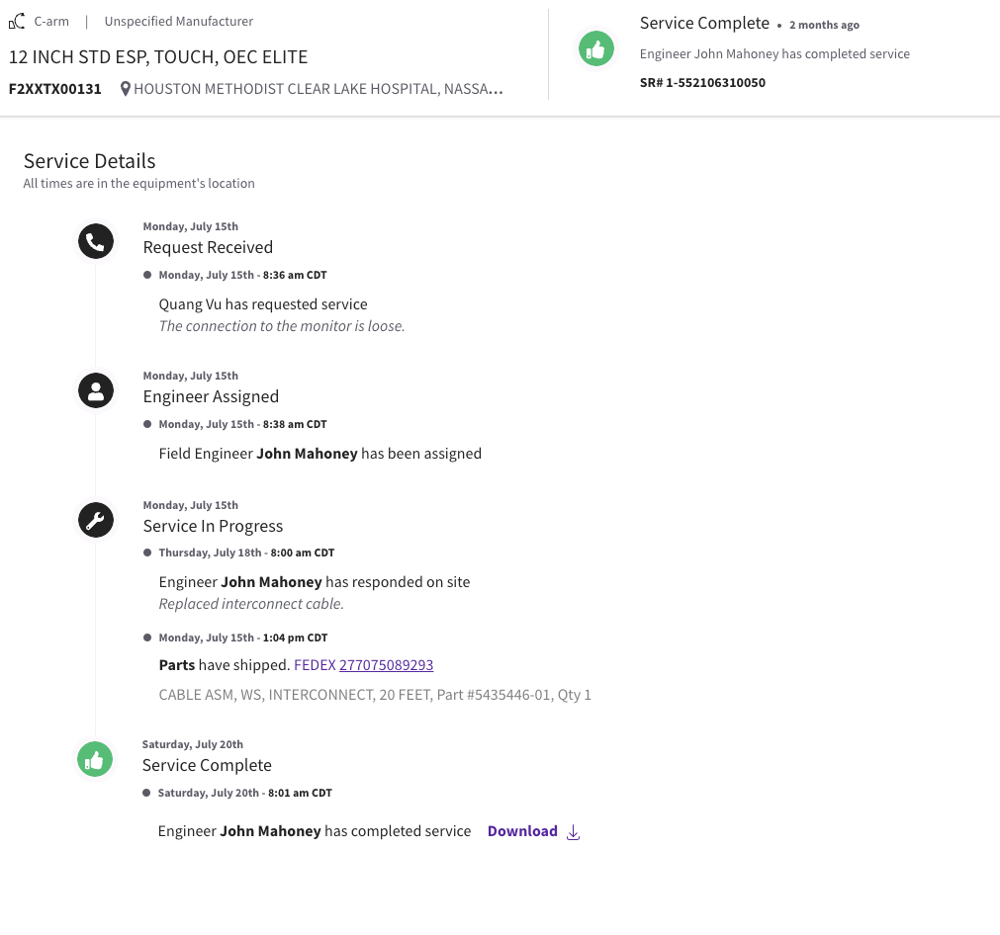 C-arm | Unspecified Manufacturer
12 INCH STD ESP, TOUCH, OEC ELITE
F2XXTX00131 HOUSTON METHODIST CLEAR LAKE HOSPITAL, NASSA...
Service Complete • 2 months ago
Engineer John Mahoney has completed service
SR# 1-552106310050
Service Details
All times are in the equipment's location
Monday, July 15th
Request Received
Monday, July 15th - 8:36 am CDT
Quang Vu has requested service
The connection to the monitor is loose.
Monday, July 15th
Engineer Assigned
Monday, July 15th - 8:38 am CDT
Field Engineer John Mahoney has been assigned
Monday, July 15th
Service In Progress
Thursday, July 18th - 8:00 am CDT
Engineer John Mahoney has responded on site
Replaced interconnect cable.
Monday, July 15th - 1:04 pm CDT
Parts have shipped. FEDEX 277075089293
CABLE ASM, WS, INTERCONNECT, 20 FEET, Part #5435446-01, Qty 1
Saturday, July 20th
Service Complete
Saturday, July 20th - 8:01 am CDT
Engineer John Mahoney has completed service Download